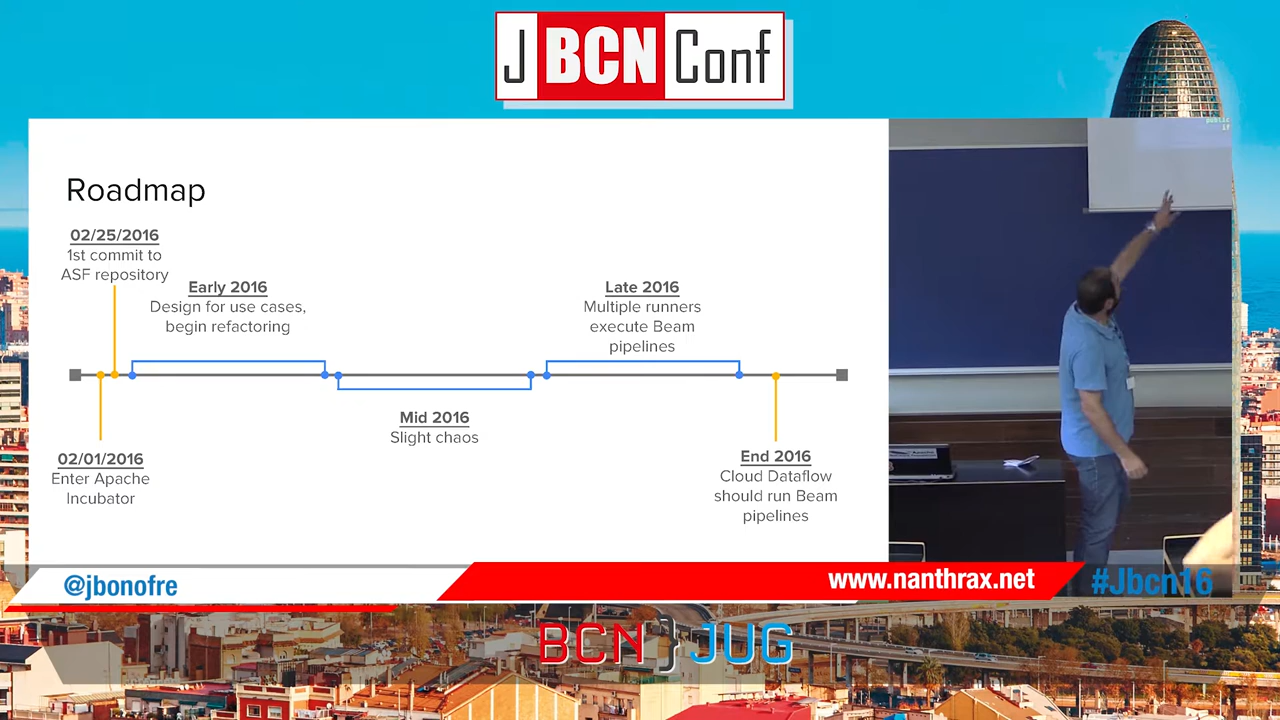 J BCN Conf
Roadmap
02/25/2016
1st commit to
ASF repository
Early 2016
Design for use cases,
begin refactoring
Late 2016
Multiple runners
execute Beam
pipelines
Mid 2016
Slight chaos
02/01/2016
Enter Apache
Incubator
End 2016
Cloud Dataflow
should run Beam
pipelines
@jbonofre
www.nanthrax.net
#Jbcn16
BCN JUG